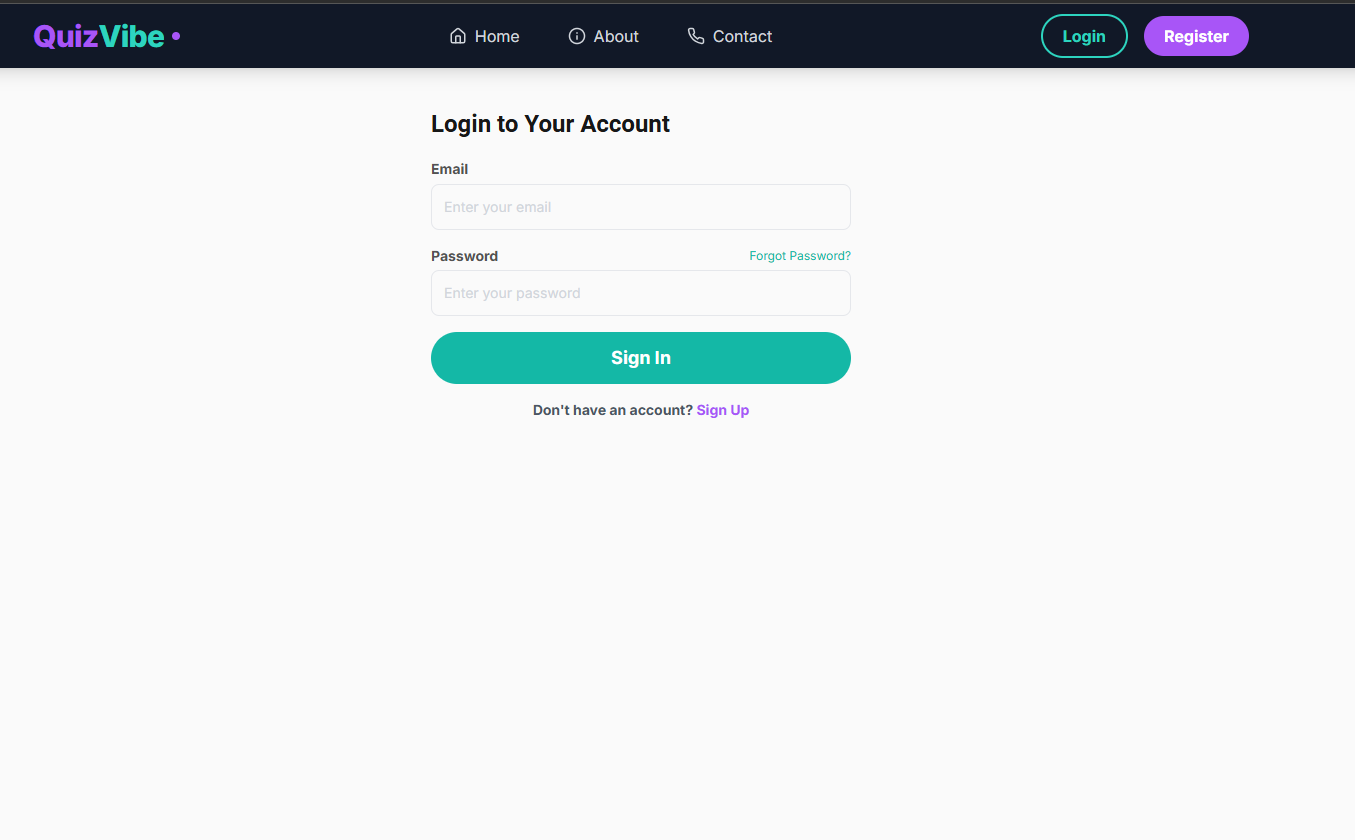 QuizVibe
Home About Contact
Login Register
Login to Your Account
Email
Enter your email
Password Forgot Password?
Enter your password
Sign In
Don't have an account? Sign Up